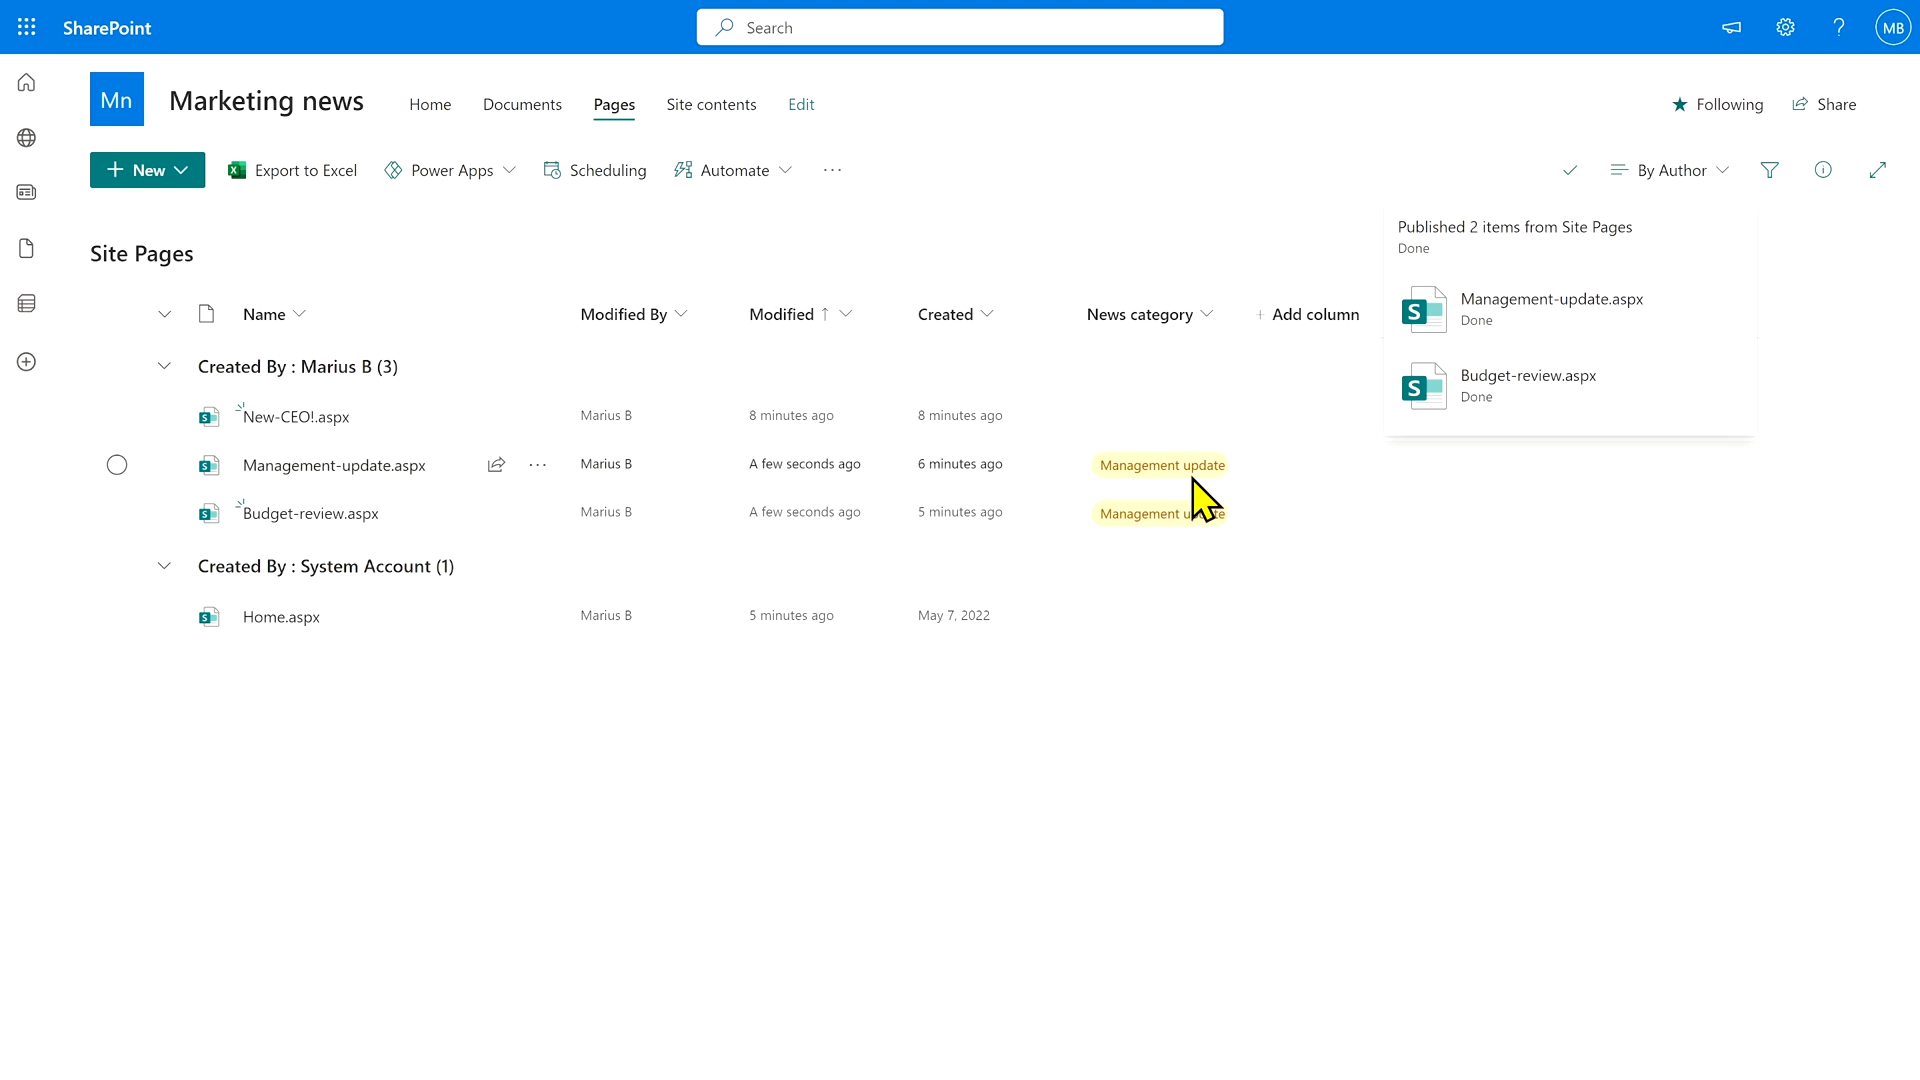 SharePoint
Search
MB
Mn
Marketing news
Home
Documents
Pages
Site contents
Edit
Following
Share
New
Export to Excel
Power Apps
Scheduling
Automate
By Author
Published 2 items from Site Pages
Done
Management-update.aspx
Done
Budget-review.aspx
Done
Site Pages
Name
Modified By
Modified ↑
Created
News category
+ Add column
Created By : Marius B (3)
New-CEO!.aspx
Marius B
8 minutes ago
8 minutes ago
Management-update.aspx
Marius B
A few seconds ago
6 minutes ago
Management update
Budget-review.aspx
Marius B
A few seconds ago
5 minutes ago
Management
Created By : System Account (1)
Home.aspx
Marius B
5 minutes ago
May 7, 2022